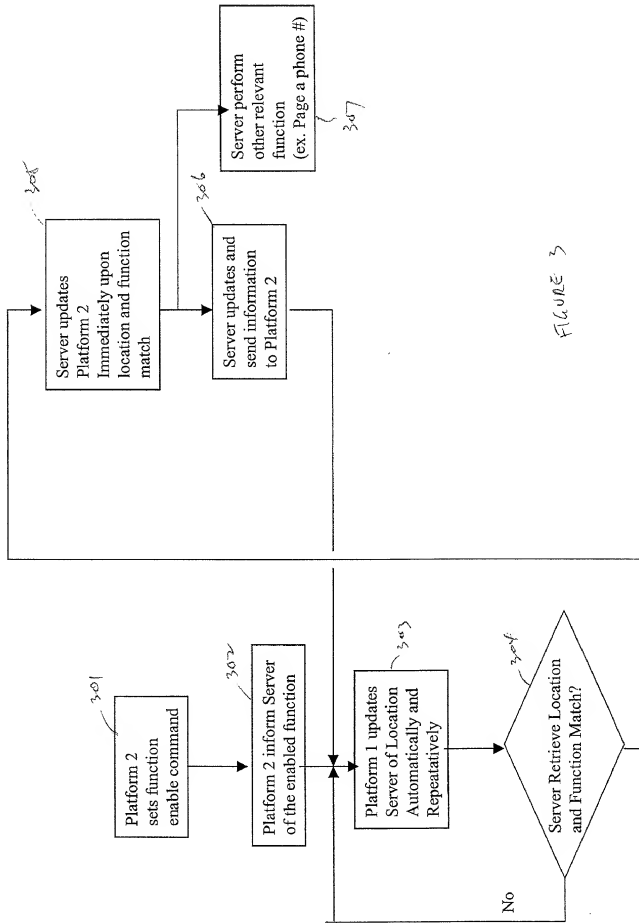 301
Platform 2
sets function
enable command
302
Platform 2 inform Server
of the enabled function
303
Platform 1 updates
Server of Location
Automatically and
Repeatatively
304
Server Retrieve Location
and Function Match?
No
305
Server updates
Platform 2
Immediately upon
location and function
match
306
Server updates and
send information
to Platform 2
Server perform
other relevant
function
(ex. Page a phone #)
307
FIGURE 3